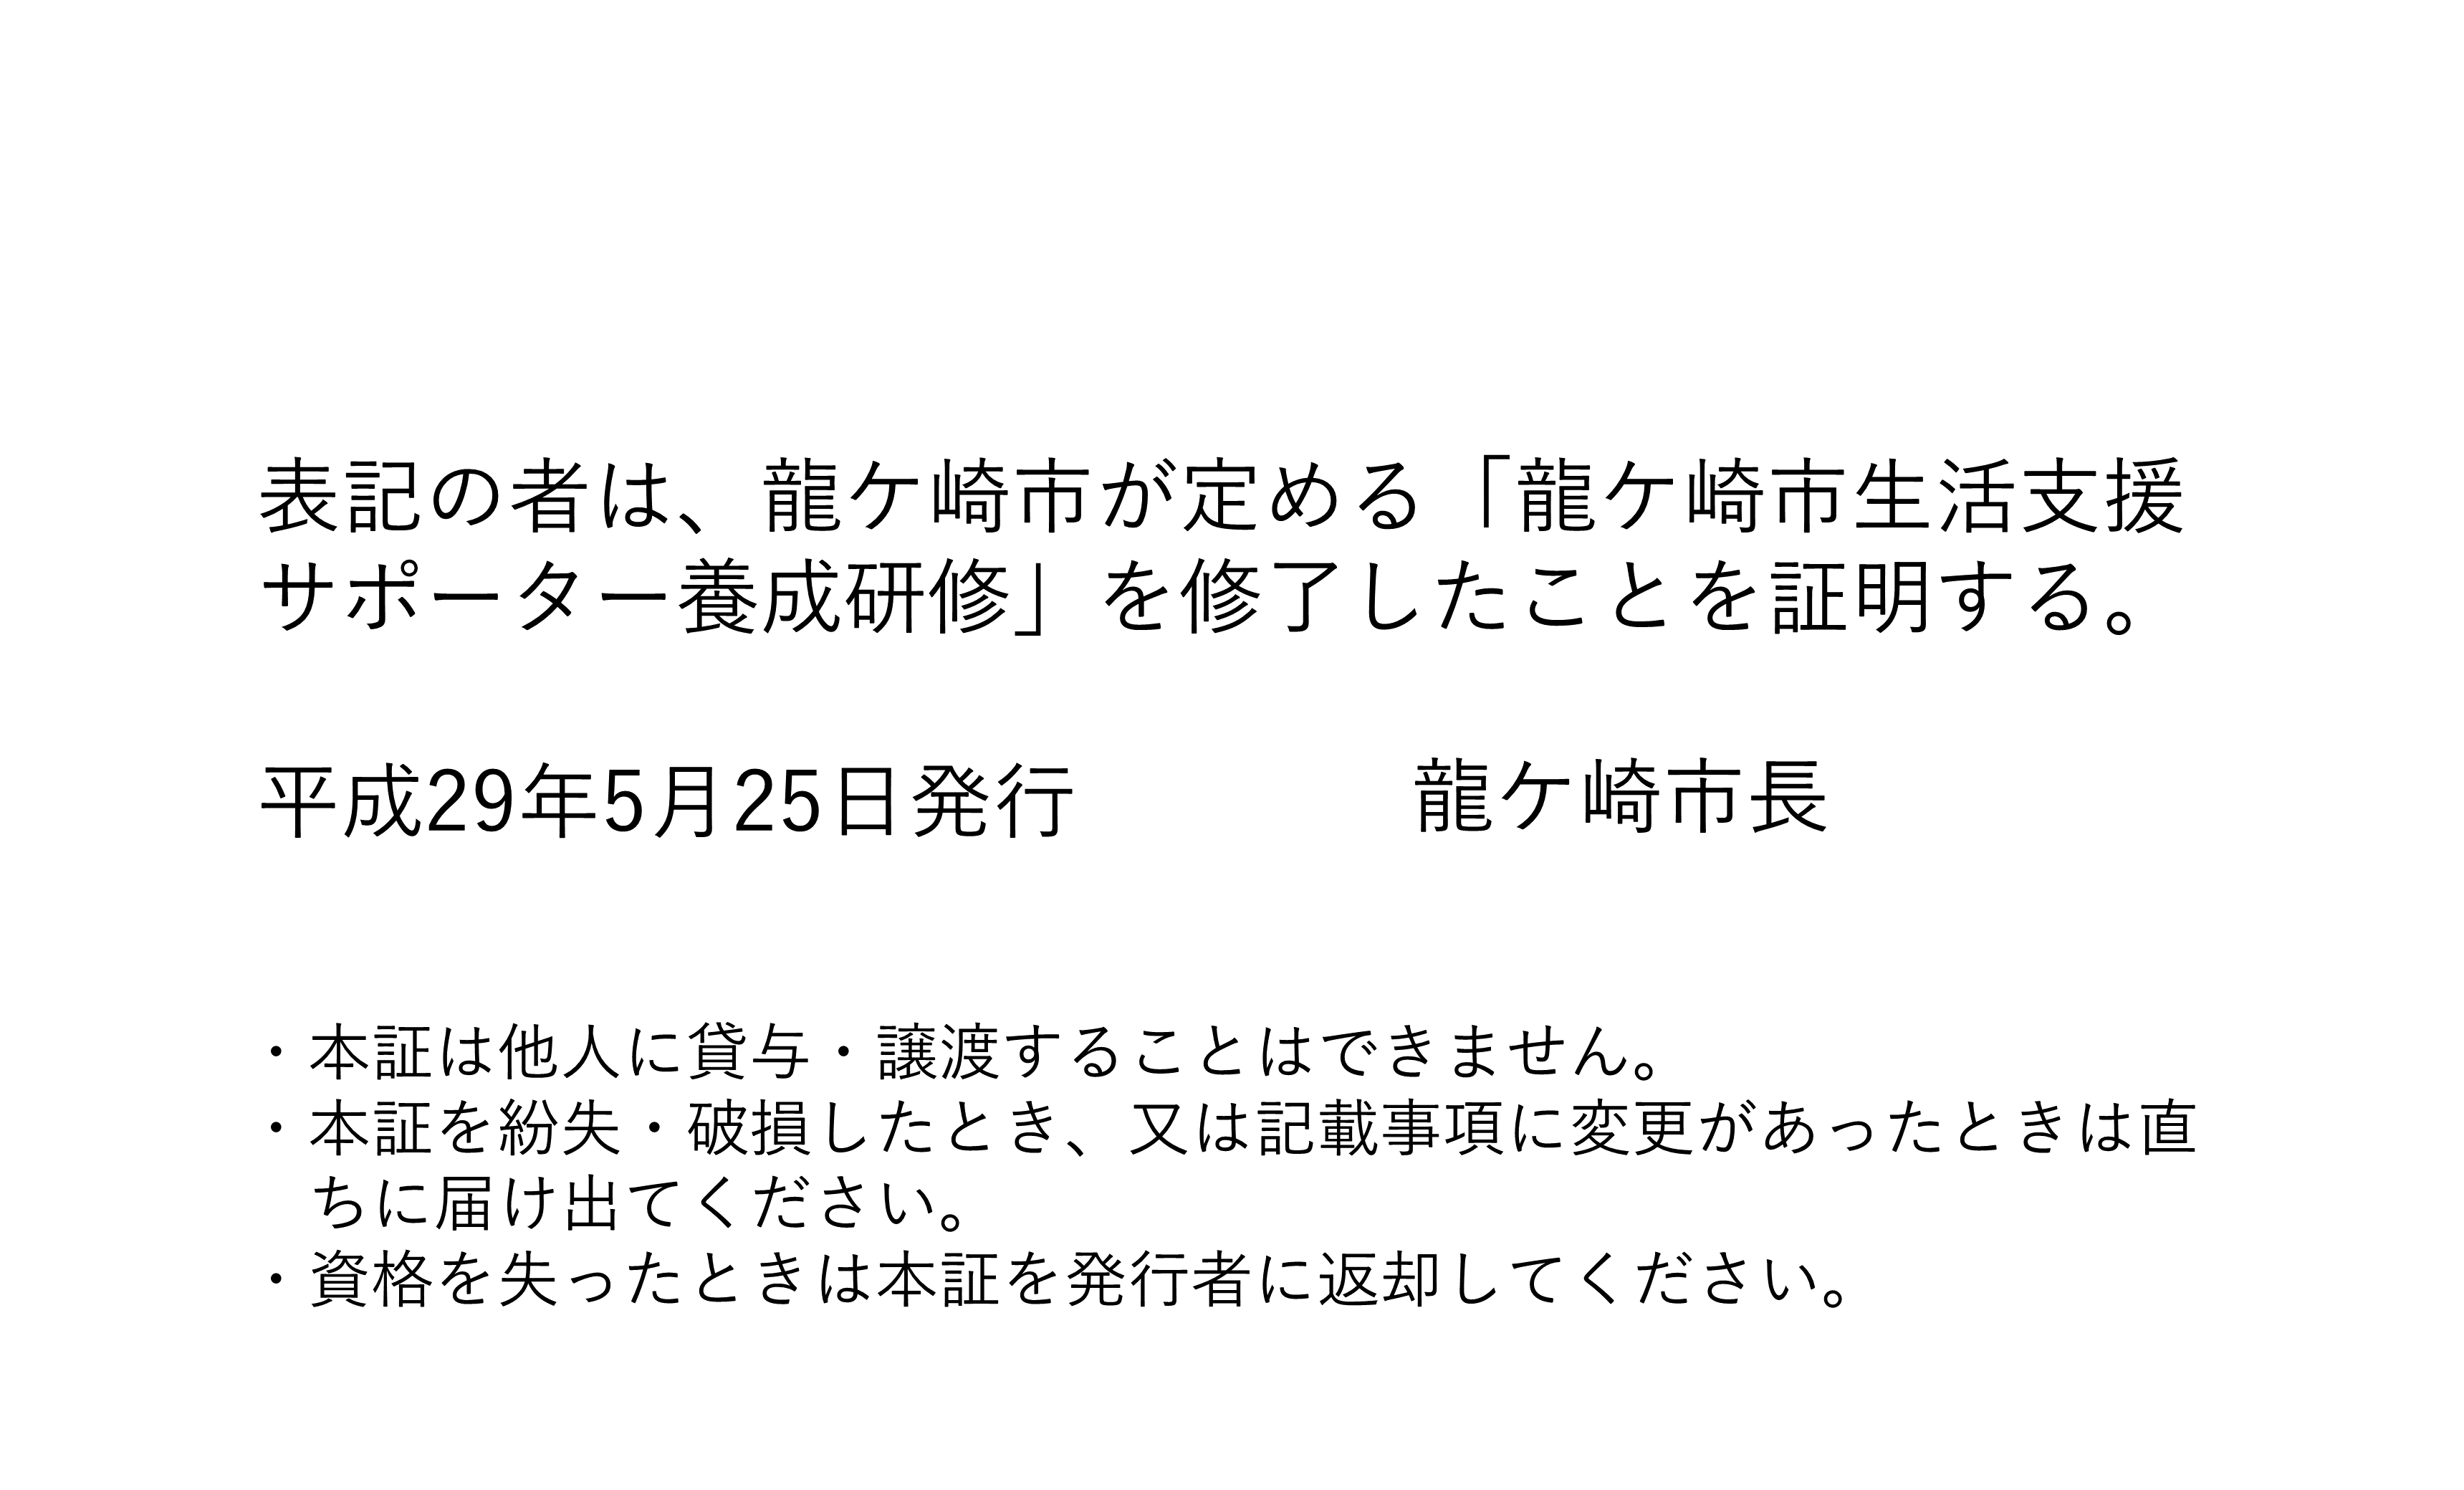 表記の者は、龍ケ崎市が定める「龍ケ崎市生活支援
サポーター養成研修」を修了したことを証明する。
平成29年5月25日発行　　　　龍ケ崎市長
・本証は他人に貸与・譲渡することはできません。
・本証を紛失・破損したとき、又は記載事項に変更があったときは直
ちに届け出てください。
・資格を失ったときは本証を発行者に返却してください。